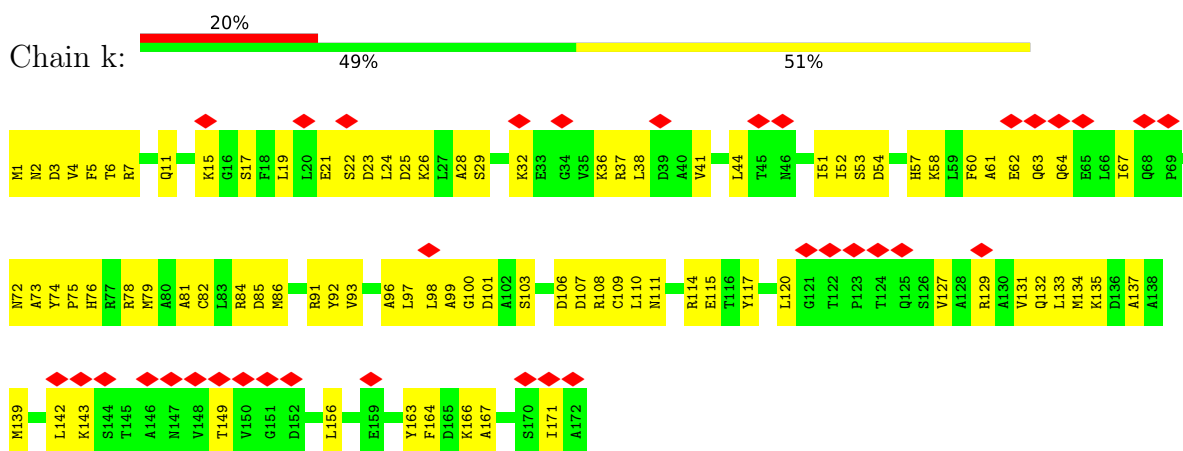 20%
Chain k:
49% 51%
M1 N2 D3 V4 F5 T6 R7 Q11 K15 G16 S17 F18 L19 L20 E21 S22 D23 L24 D25 K26 L27 A28 S29 K32 E33 G34 V35 K36 R37 L38 D39 A40 V41 L44 T45 N46 I51 I52 S53 D54 H57 K58 L59 F60 A61 E62 Q63 Q64 E65 L66 I67 Q68 P69
N72 A73 Y74 P75 H76 R77 R78 M79 A80 A81 C82 L83 R84 D85 M86 R91 Y92 V93 A96 L97 L98 A99 G100 D101 A102 S103 D106 D107 R108 C109 L110 N111 R114 E115 T116 Y117 L120 G121 T122 P123 T124 Q125 S126 V127 A128 R129 A130 V131 Q132 L133 M134 K135 D136 A137 A138
M139 L142 K143 S144 T145 A146 N147 V148 T149 V150 G151 D152 L156 E159 Y163 F164 D165 K166 A167 S170 I171 A172